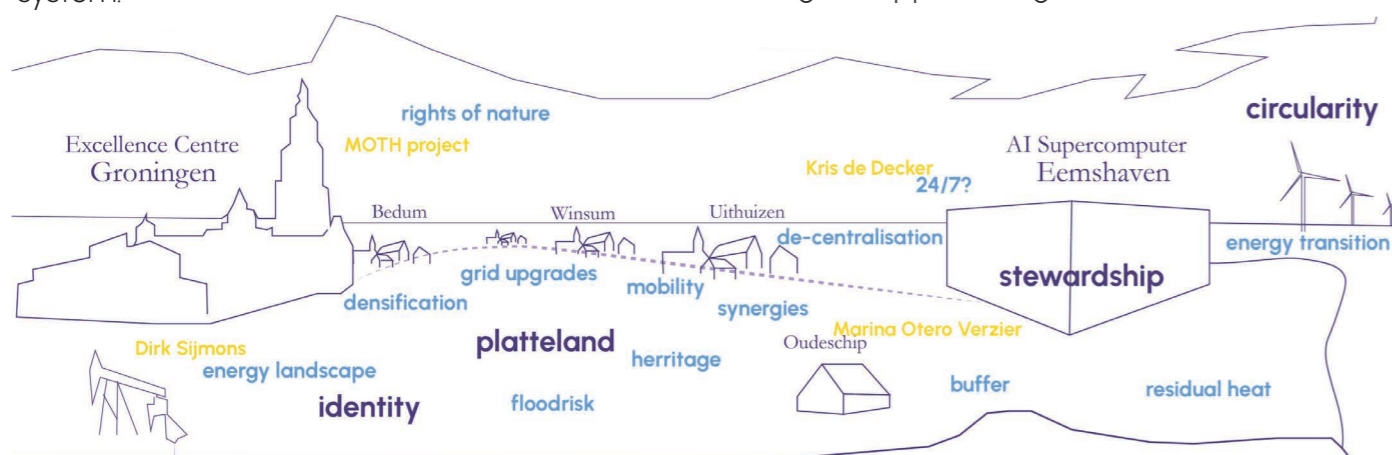 system.
circularity
rights of nature
Excellence Centre
Groningen
MOTH project
AI Supercomputer
Eemshaven
Kris de Decker
24/7?
Bedum
Winsum
Uithuizen
de-centralisation
energy transition
grid upgrades
stewardship
densification
mobility
synergies
Marina Otero Verzier
platteland
Oudeschip
Dirk Sijmons
herritage
energy landscape
buffer
residual heat
identity
floodrisk